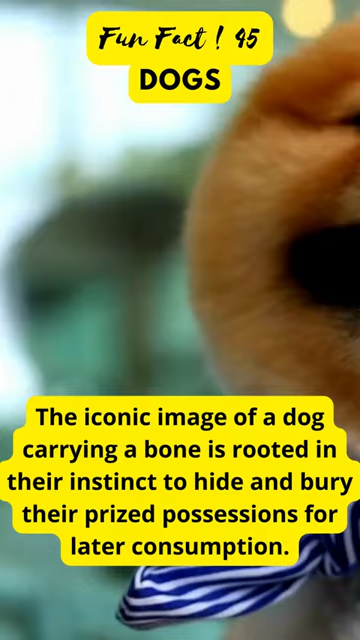 Fun Fact ! 45
DOGS
The iconic image of a dog
carrying a bone is rooted in
their instinct to hide and bury
their prized possessions for
later consumption.